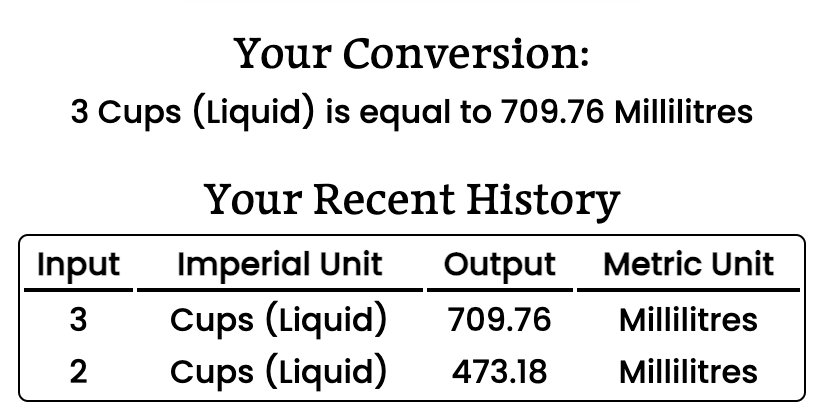 Your Conversion:
3 Cups (Liquid) is equal to 709.76 Millilitres
Your Recent History
Input Imperial Unit Output Metric Unit
3 Cups (Liquid) 709.76 Millilitres
2 Cups (Liquid) 473.18 Millilitres